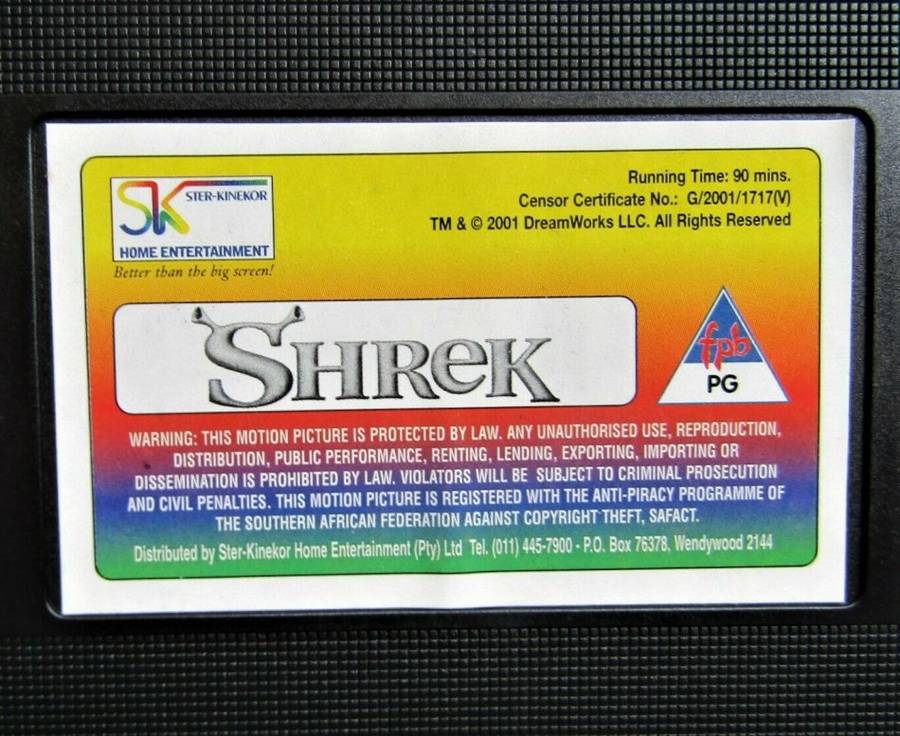 SK STER-KINEKOR
HOME ENTERTAINMENT
Better than the big screen!
Running Time: 90 mins.
Censor Certificate No.: G/2001/1717(V)
TM & © 2001 DreamWorks LLC. All Rights Reserved
SHREK
fpb
PG
WARNING: THIS MOTION PICTURE IS PROTECTED BY LAW. ANY UNAUTHORISED USE, REPRODUCTION,
DISTRIBUTION, PUBLIC PERFORMANCE, RENTING, LENDING, EXPORTING, IMPORTING OR
DISSEMINATION IS PROHIBITED BY LAW. VIOLATORS WILL BE SUBJECT TO CRIMINAL PROSECUTION
AND CIVIL PENALTIES. THIS MOTION PICTURE IS REGISTERED WITH THE ANTI-PIRACY PROGRAMME OF
THE SOUTHERN AFRICAN FEDERATION AGAINST COPYRIGHT THEFT, SAFACT.
Distributed by Ster-Kinekor Home Entertainment (Pty) Ltd Tel. (011) 445-7900 - P.O. Box 76378, Wendywood 2144